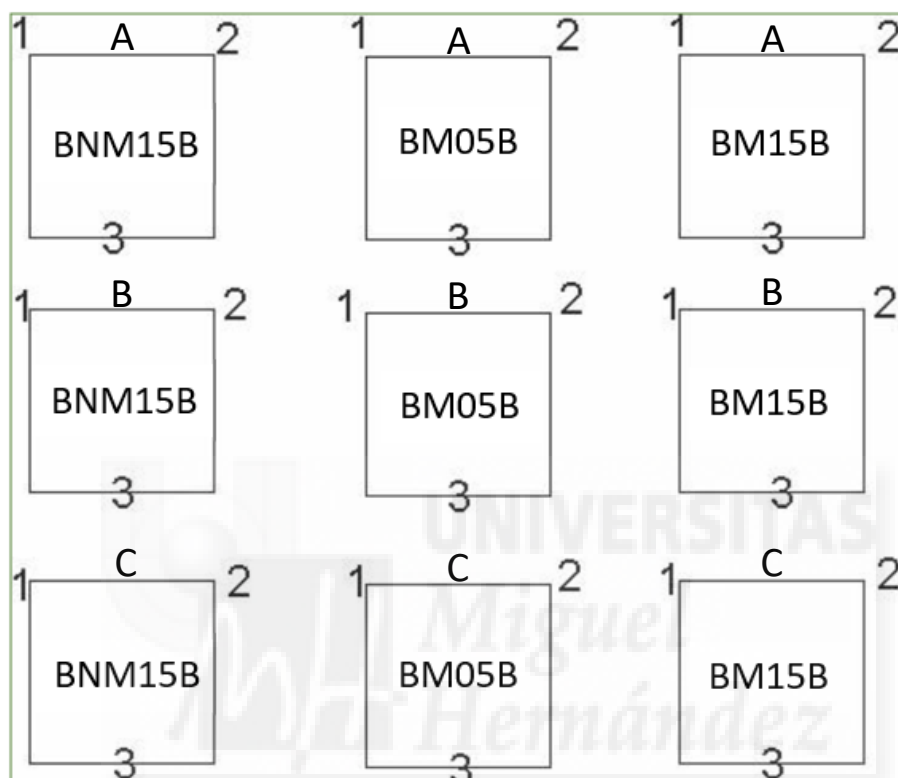 1 A 2 1 A 2 1 A 2
BNM15B BM05B BM15B
3 3 3
1 B 2 1 B 2 1 B 2
BNM15B BM05B BM15B
3 3 3
UNIVERSITAS
1 C 2 1 C 2 1 C 2
Miguel
BNM15B BM05B BM15B
Hernández
3 3 3